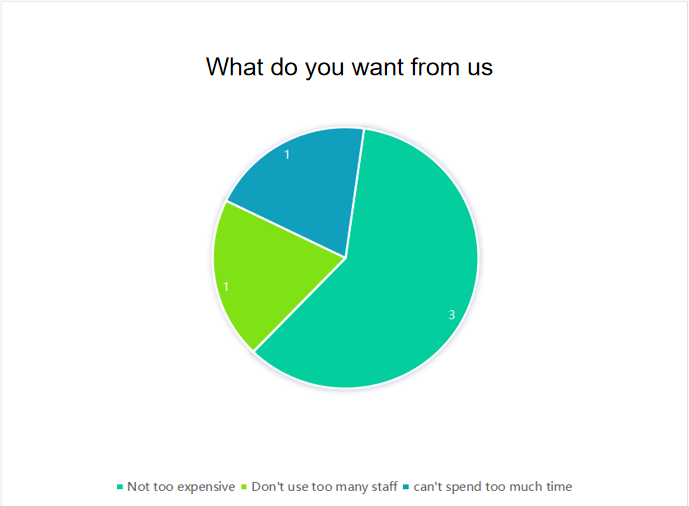 What do you want from us
1
1
3
Not too expensive Don't use too many staff can't spend too much time